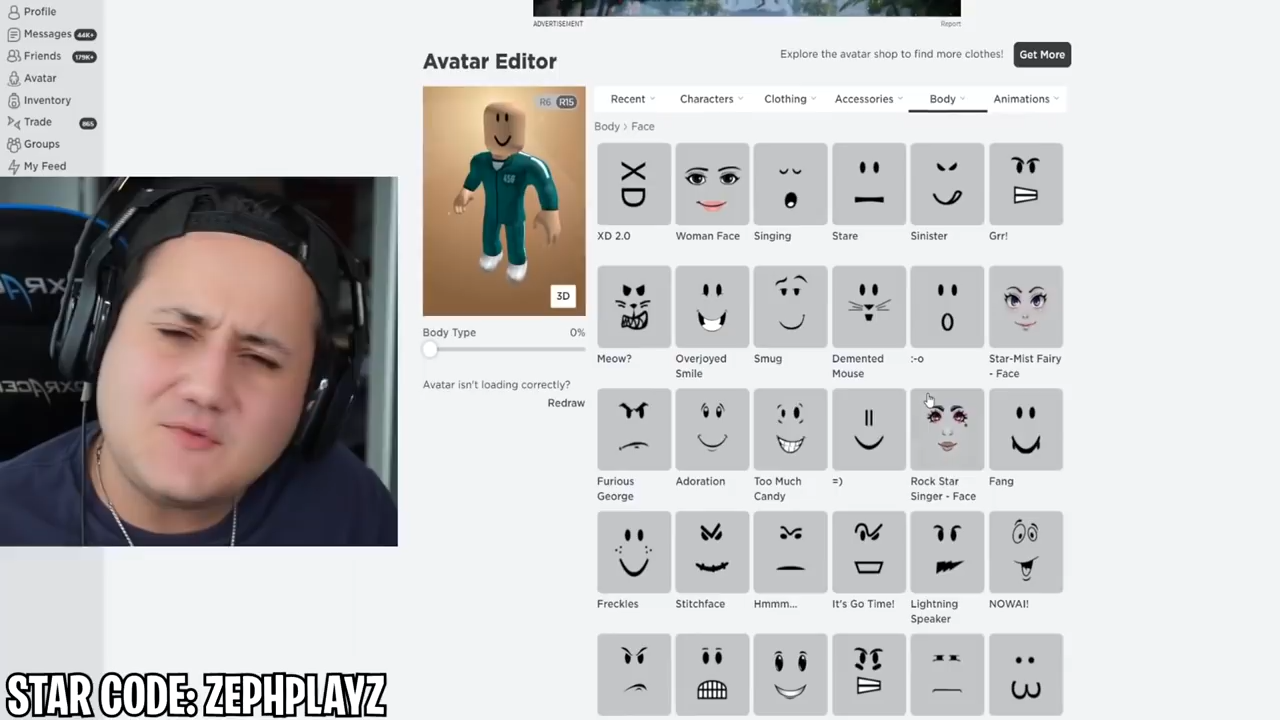 Profile
Messages 44K+
Friends 179K+
Avatar
Inventory
Trade 865
Groups
My Feed
ADVERTISEMENT
Report
Avatar Editor
Explore the avatar shop to find more clothes!
Get More
R6 R15
456
3D
Body Type 0%
Avatar isn't loading correctly?
Redraw
Recent Characters Clothing Accessories Body Animations
Body > Face
XD 2.0
Woman Face
Singing
Stare
Sinister
Grr!
Meow?
Overjoyed
Smile
Smug
Demented
Mouse
:-o
Star-Mist Fairy
- Face
Furious
George
Adoration
Too Much
Candy
=)
Rock Star
Singer - Face
Fang
Freckles
Stitchface
Hmmm...
It's Go Time!
Lightning
Speaker
NOWAI!
STAR CODE: ZEPHPLAYZ